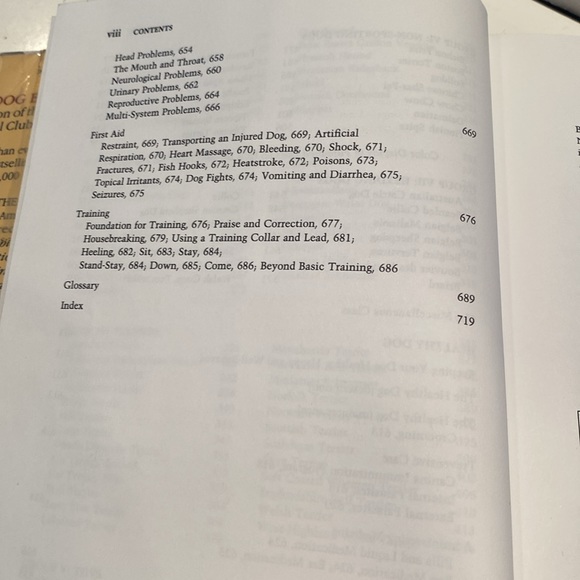 viii CONTENTS
Head Problems, 654
The Mouth and Throat, 658
Neurological Problems, 660
Urinary Problems, 662
Reproductive Problems, 664
Multi-System Problems, 666
First Aid 669
Restraint, 669; Transporting an Injured Dog, 669; Artificial
Respiration, 670; Heart Massage, 670; Bleeding, 670; Shock, 671;
Fractures, 671; Fish Hooks, 672; Heatstroke, 672; Poisons, 673;
Topical Irritants, 674; Dog Fights, 674; Vomiting and Diarrhea, 675;
Seizures, 675
Training 676
Foundation for Training, 676; Praise and Correction, 677;
Housebreaking, 679; Using a Training Collar and Lead, 681;
Heeling, 682; Sit, 683; Stay, 684;
Stand-Stay, 684; Down, 685; Come, 686; Beyond Basic Training, 686
Glossary 689
Index 719
DOG
Club